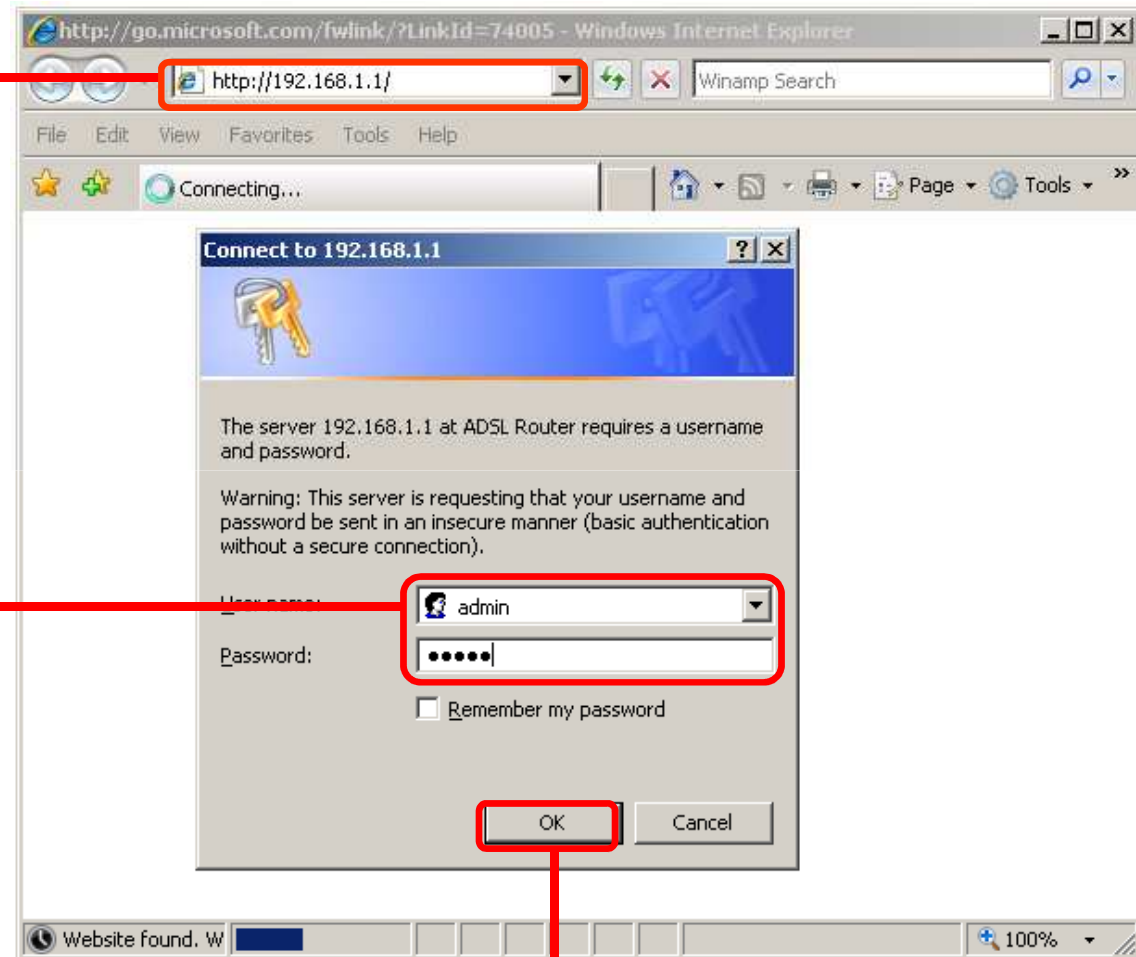 http://go.microsoft.com/fwlink/?LinkId=74005 - Windows Internet Explorer
http://192.168.1.1/
Winamp Search
File Edit View Favorites Tools Help
Connecting...
Page Tools »
Connect to 192.168.1.1
The server 192.168.1.1 at ADSL Router requires a username
and password.
Warning: This server is requesting that your username and
password be sent in an insecure manner (basic authentication
without a secure connection).
User name: admin
Password: •••••
Remember my password
OK Cancel
Website found. W 100%